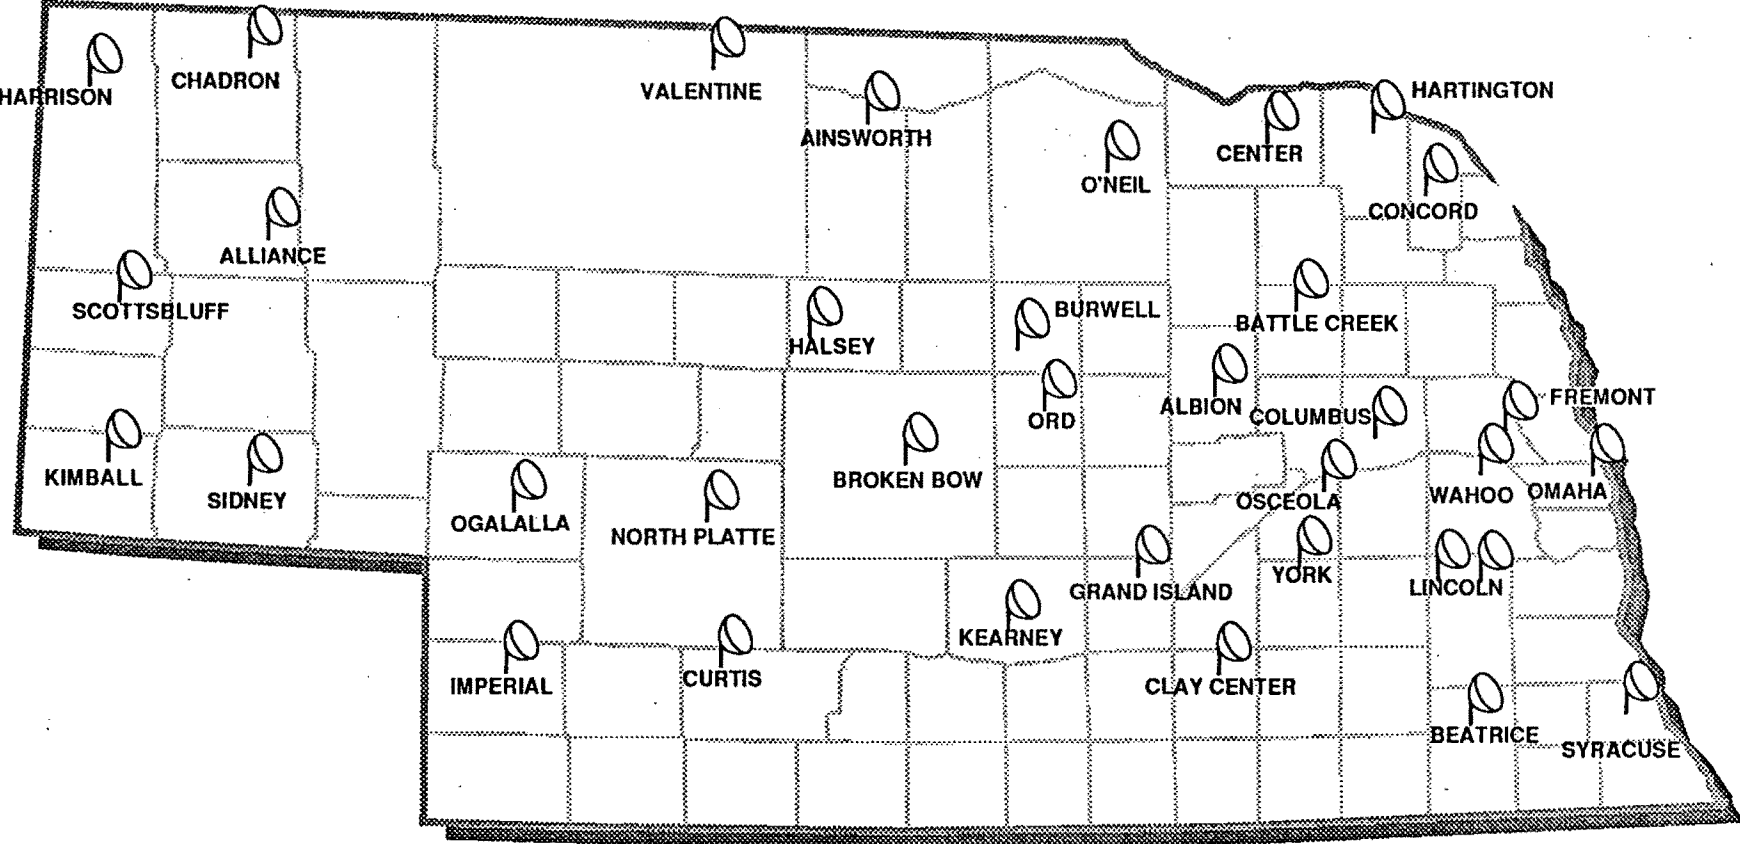 HARRISON
CHADRON
VALENTINE
HARTINGTON
AINSWORTH
CENTER
O'NEIL
CONCORD
ALLIANCE
SCOTTSBLUFF
BURWELL
BATTLE CREEK
HALSEY
FREMONT
ALBION
COLUMBUS
ORD
KIMBALL
BROKEN BOW
SIDNEY
OSCEOLA
WAHOO
OMAHA
OGALALLA
NORTH PLATTE
YORK
LINCOLN
GRAND ISLAND
KEARNEY
IMPERIAL
CURTIS
CLAY CENTER
BEATRICE
SYRACUSE